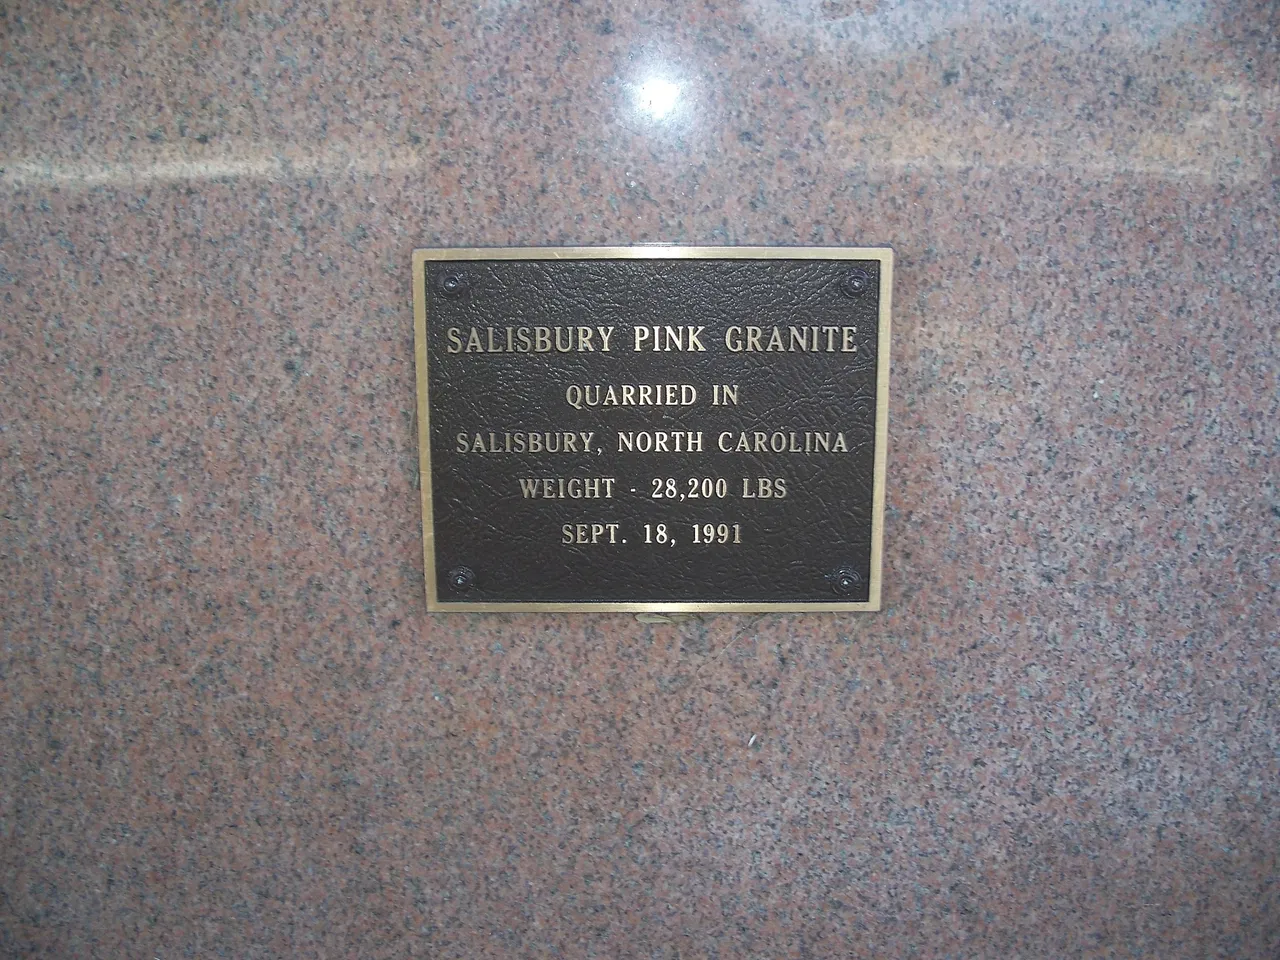 SALISBURY PINK GRANITE
QUARRIED IN
SALISBURY, NORTH CAROLINA
WEIGHT - 28,200 LBS
SEPT. 18, 1991